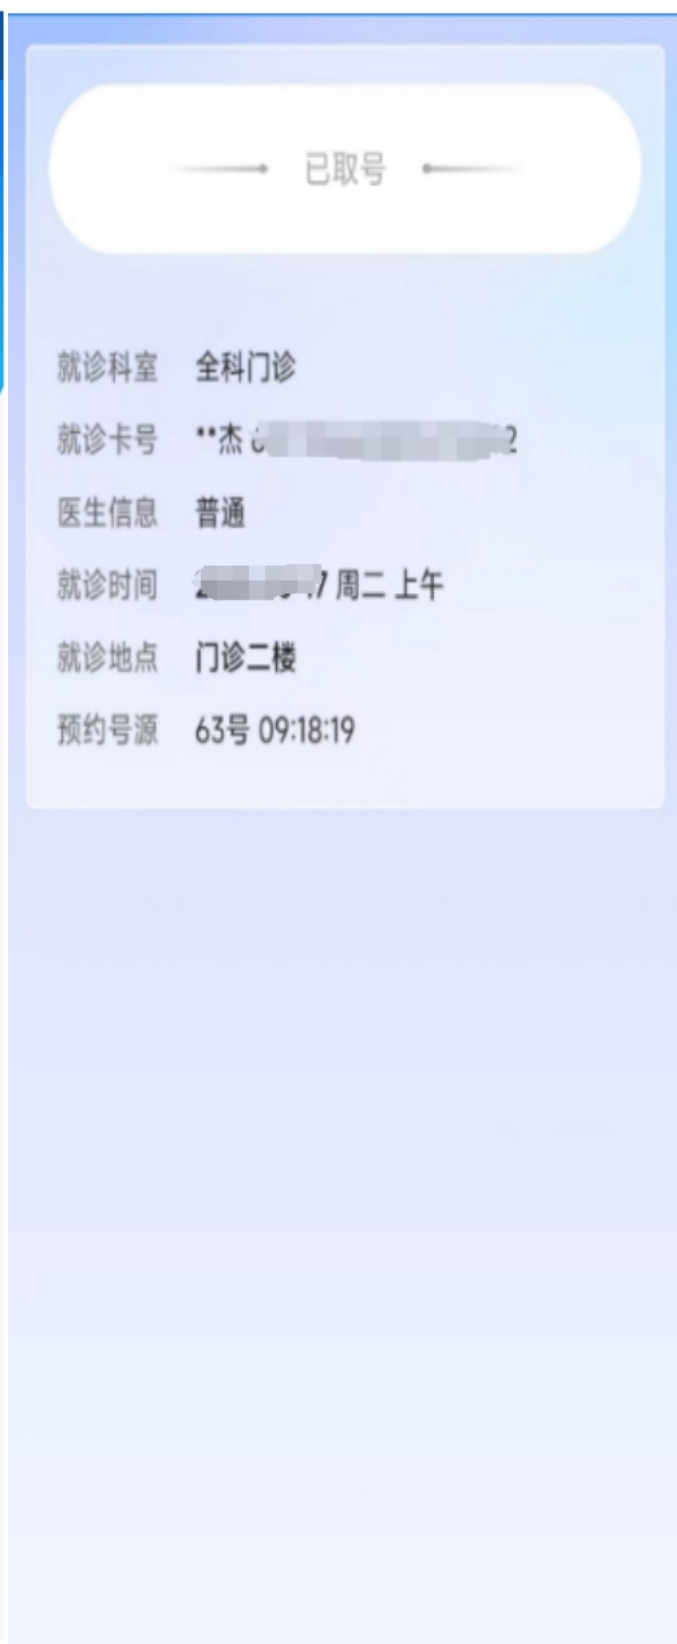 已取号
就诊科室 全科门诊
就诊卡号 **杰
医生信息 普通
就诊时间 周二 上午
就诊地点 门诊二楼
预约号源 63号 09:18:19